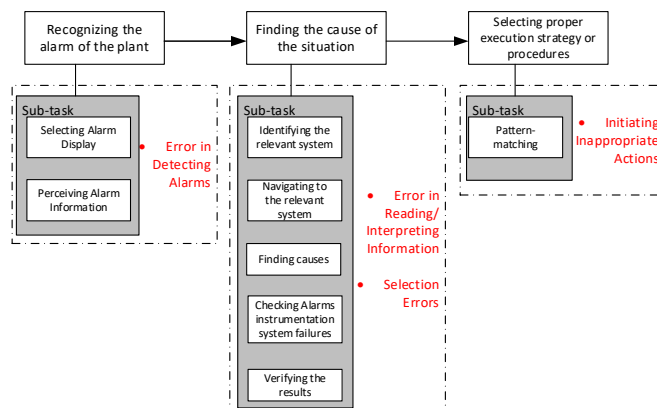 Recognizing the
alarm of the plant
Finding the cause of
the situation
Selecting proper
execution strategy or
procedures
Sub-task
Selecting Alarm
Display
Perceiving Alarm
Information
• Error in
Detecting
Alarms
Sub-task
Identifying the
relevant system
Navigating to
the relevant
system
Finding causes
Checking Alarms
instrumentation
system failures
Verifying the
results
• Error in
Reading/
Interpreting
Information
• Selection
Errors
Sub-task
Pattern-
matching
• Initiating
Inappropriate
Actions